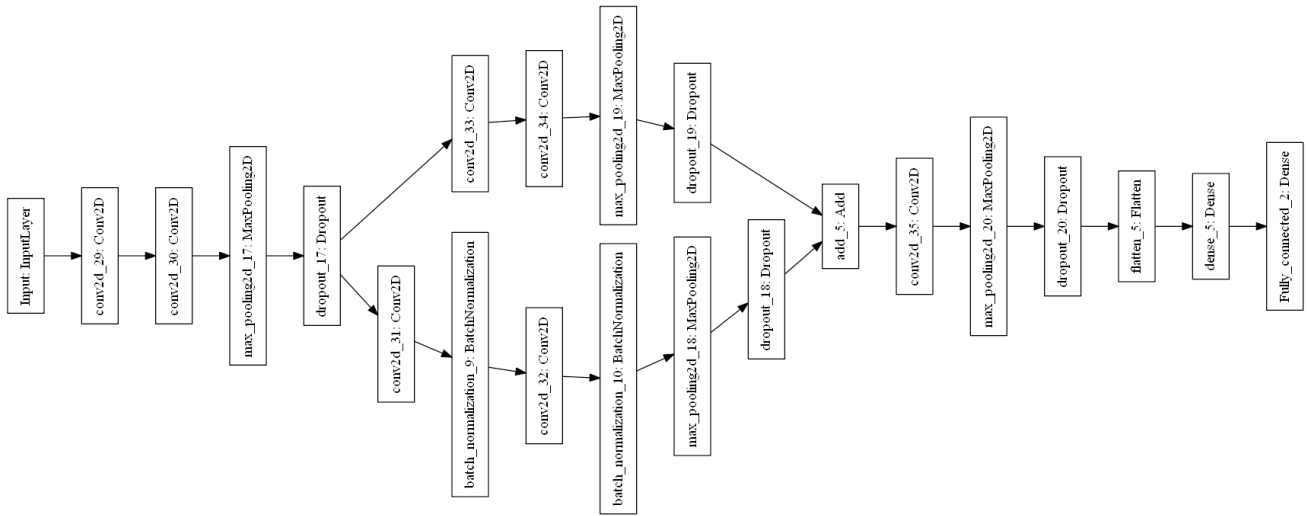 Input: InputLayer
conv2d_29: Conv2D
conv2d_30: Conv2D
max_pooling2d_17: MaxPooling2D
dropout_17: Dropout
conv2d_33: Conv2D
conv2d_34: Conv2D
max_pooling2d_19: MaxPooling2D
dropout_19: Dropout
conv2d_31: Conv2D
batch_normalization_9: BatchNormalization
conv2d_32: Conv2D
batch_normalization_10: BatchNormalization
max_pooling2d_18: MaxPooling2D
dropout_18: Dropout
add_5: Add
conv2d_35: Conv2D
max_pooling2d_20: MaxPooling2D
dropout_20: Dropout
flatten_5: Flatten
dense_5: Dense
Fully_connected_2: Dense